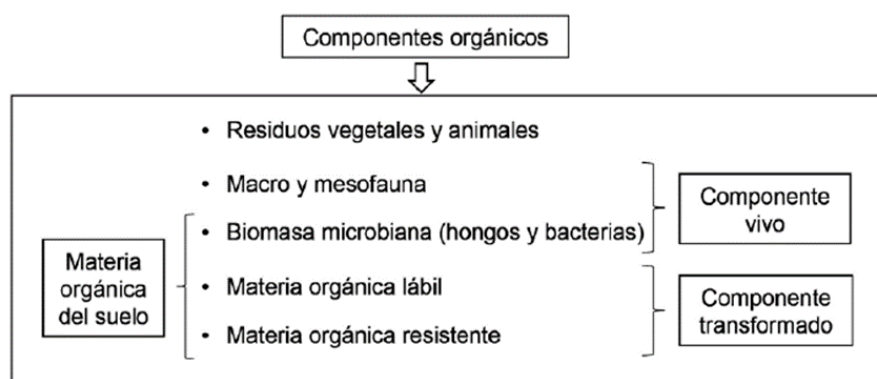 Componentes orgánicos
• Residuos vegetales y animales
• Macro y mesofauna
• Biomasa microbiana (hongos y bacterias)
• Materia orgánica lábil
• Materia orgánica resistente
Materia
orgánica
del suelo
Componente
vivo
Componente
transformado